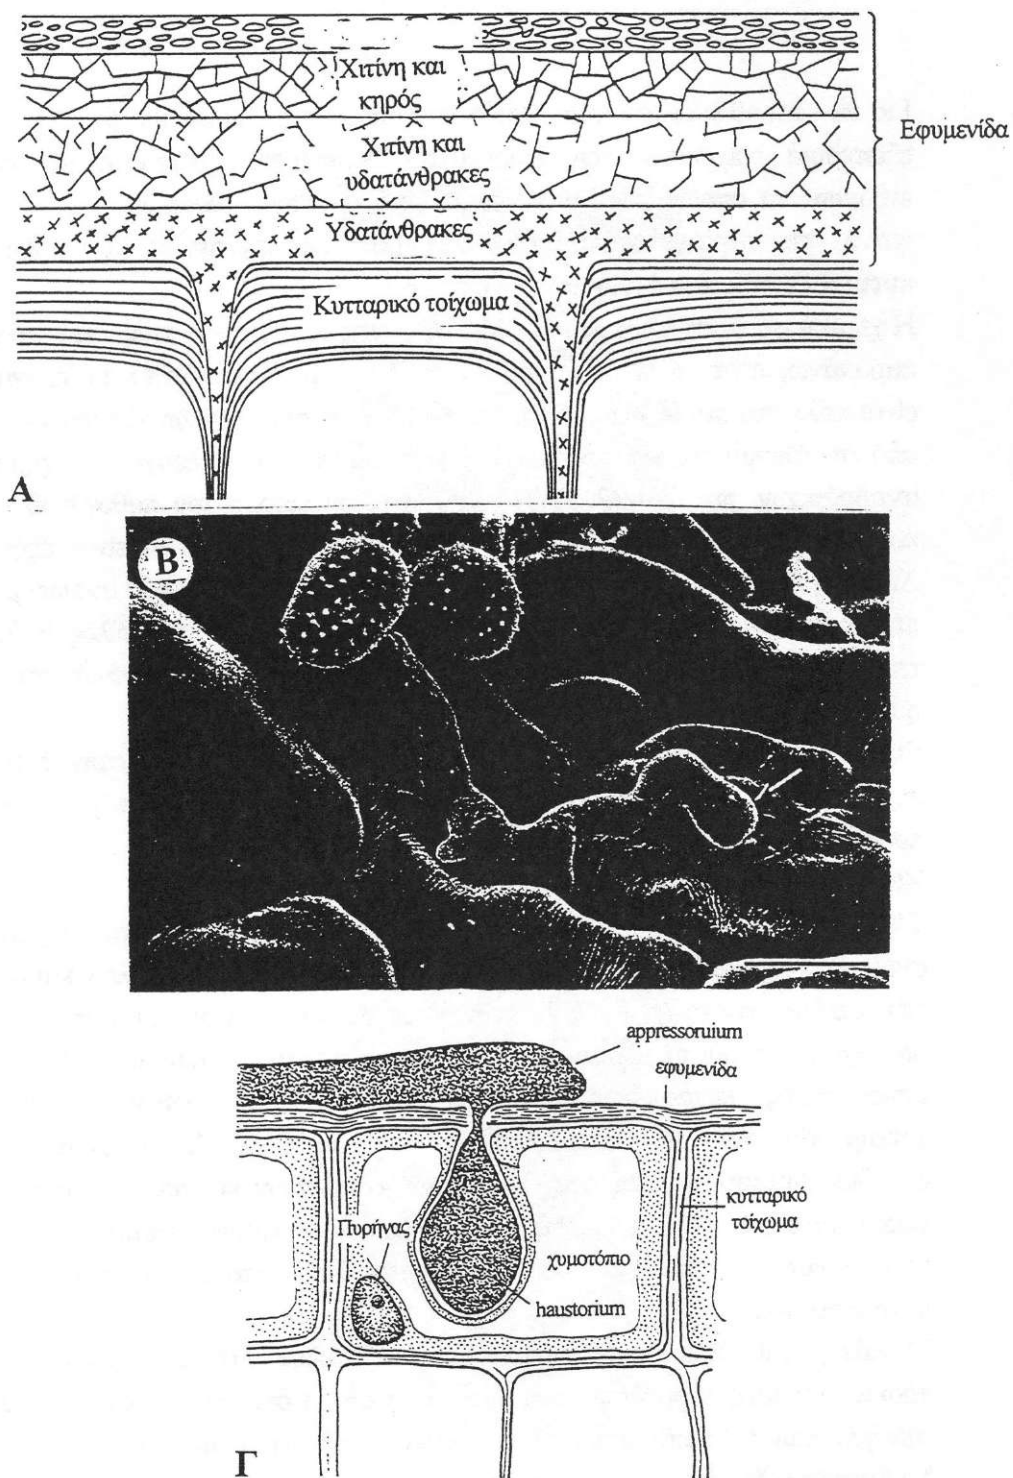 Χιτίνη και
κηρός
Χιτίνη και
υδατάνθρακες
Εφυμενίδα
Υδατάνθρακες
Κυτταρικό τοίχωμα
Α
Β
appressoruium
εφυμενίδα
κυτταρικό
τοίχωμα
Πυρήνας
χυμοτόπιο
haustorium
Γ